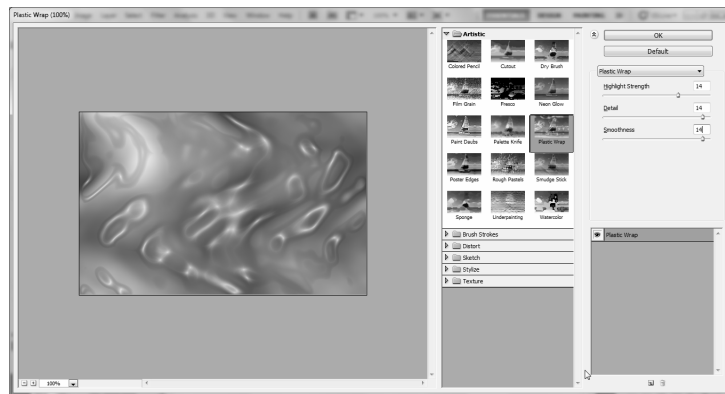 Plastic Wrap (100%)
Artistic
Colored Pencil
Cutout
Dry Brush
Film Grain
Fresco
Neon Glow
Paint Daubs
Palette Knife
Plastic Wrap
Poster Edges
Rough Pastels
Smudge Stick
Sponge
Underpainting
Watercolor
Brush Strokes
Distort
Sketch
Stylize
Texture
OK
Default
Plastic Wrap
Highlight Strength 14
Detail 14
Smoothness 14
Plastic Wrap
100%